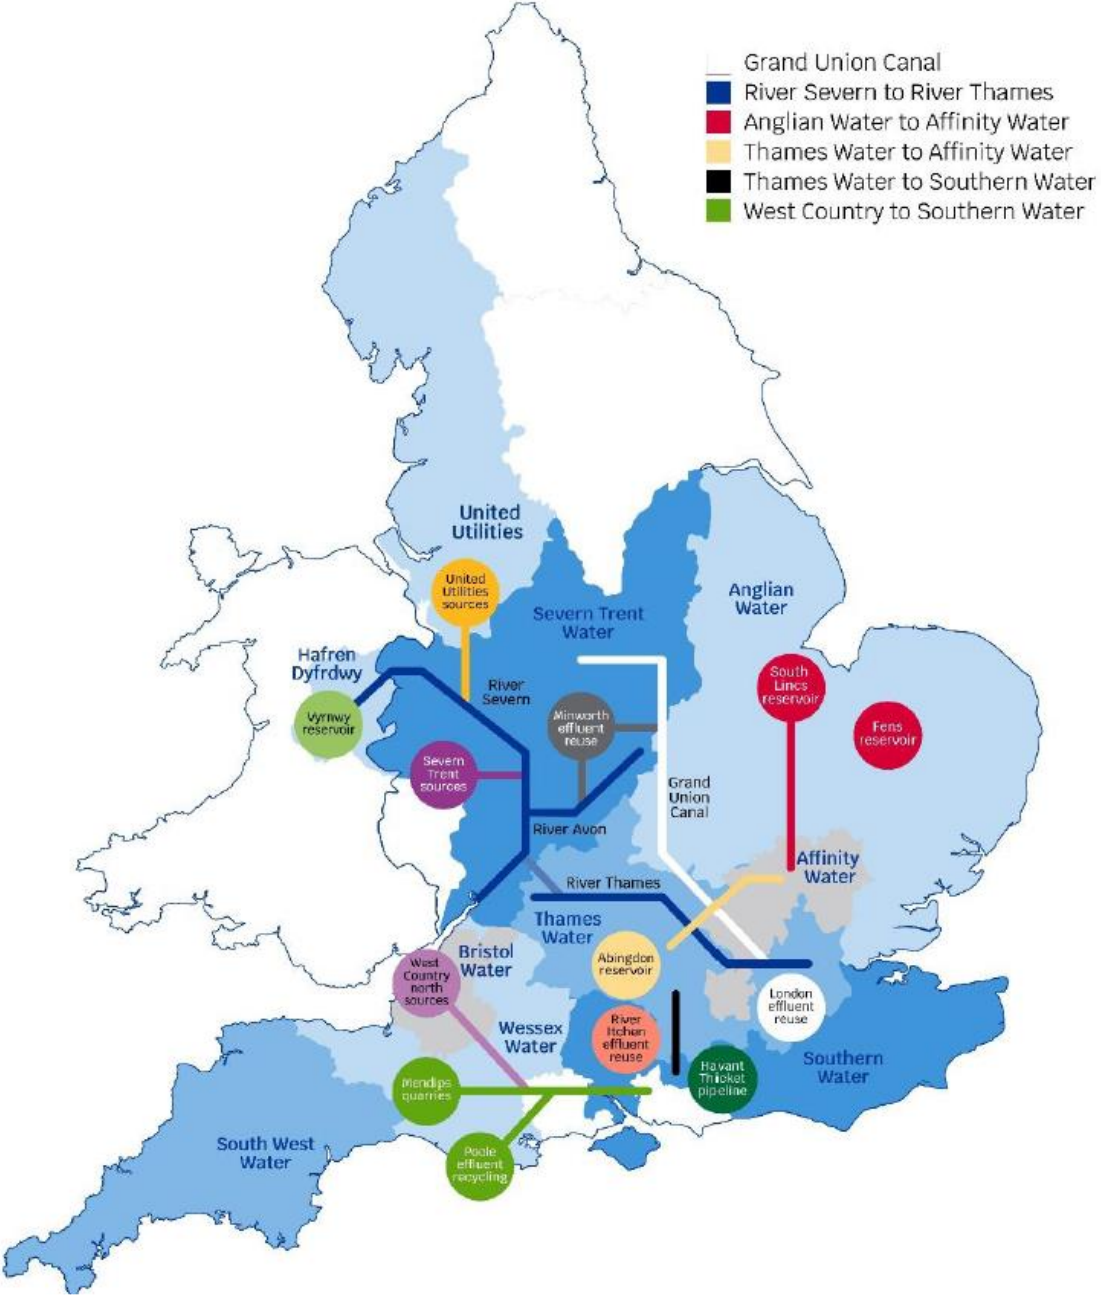 Grand Union Canal
River Severn to River Thames
Anglian Water to Affinity Water
Thames Water to Affinity Water
Thames Water to Southern Water
West Country to Southern Water
United
Utilities
United
Utilities
sources
Severn Trent
Water
Anglian
Water
Hafren
Dyfrdwy
Vyrnwy
reservoir
River
Severn
Minworth
effluent
reuse
South
Lincs
reservoir
Fens
reservoir
Severn
Trent
sources
Grand
Union
Canal
River Avon
Affinity
Water
River Thames
Thames
Water
Bristol
Water
Abingdon
reservoir
West
Country
north
sources
London
effluent
reuse
Wessex
Water
River
Itchen
effluent
reuse
Southern
Water
Havant
Thicket
pipeline
Mendips
quarries
South West
Water
Poole
effluent
recycling